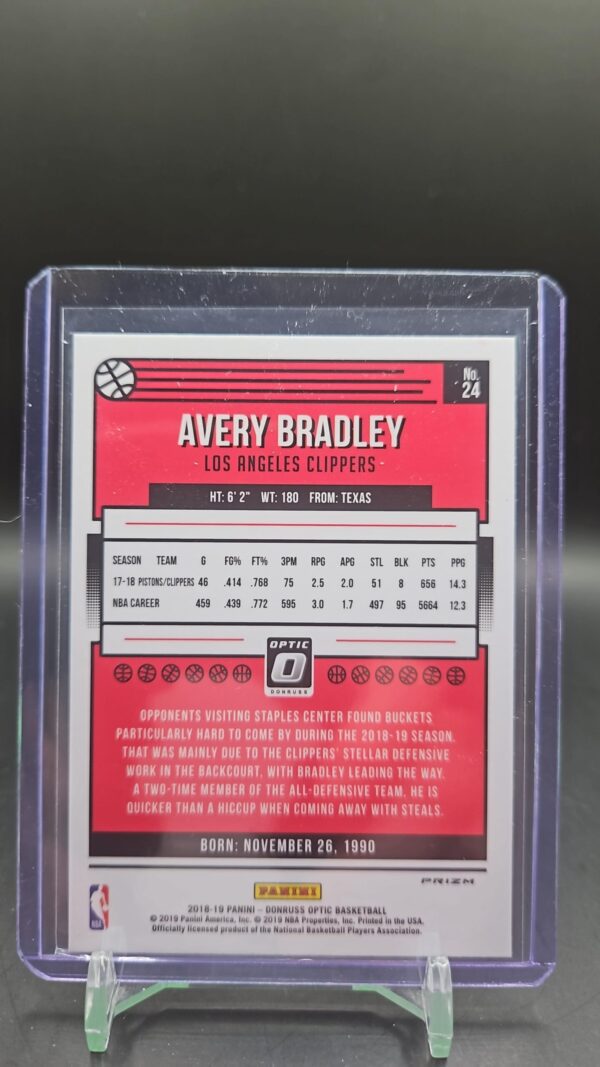 No.
24
AVERY BRADLEY
LOS ANGELES CLIPPERS
HT: 6' 2" WT: 180 FROM: TEXAS
SEASON TEAM G FG% FT% 3PM RPG APG STL BLK PTS PPG
17-18 PISTONS/CLIPPERS 46 .414 .768 75 2.5 2.0 51 8 656 14.3
NBA CAREER 459 .439 .772 595 3.0 1.7 497 95 5664 12.3
OPTIC
DONRUSS
OPPONENTS VISITING STAPLES CENTER FOUND BUCKETS
PARTICULARLY HARD TO COME BY DURING THE 2018-19 SEASON.
THAT WAS MAINLY DUE TO THE CLIPPERS' STELLAR DEFENSIVE
WORK IN THE BACKCOURT, WITH BRADLEY LEADING THE WAY.
A TWO-TIME MEMBER OF THE ALL-DEFENSIVE TEAM, HE IS
QUICKER THAN A HICCUP WHEN COMING AWAY WITH STEALS.
BORN: NOVEMBER 26, 1990
PRIZM
PANINI
NBA
2018-19 PANINI – DONRUSS OPTIC BASKETBALL
© 2019 Panini America, Inc. © 2019 NBA Properties, Inc. Printed in the USA.
Officially licensed product of the National Basketball Players Association.